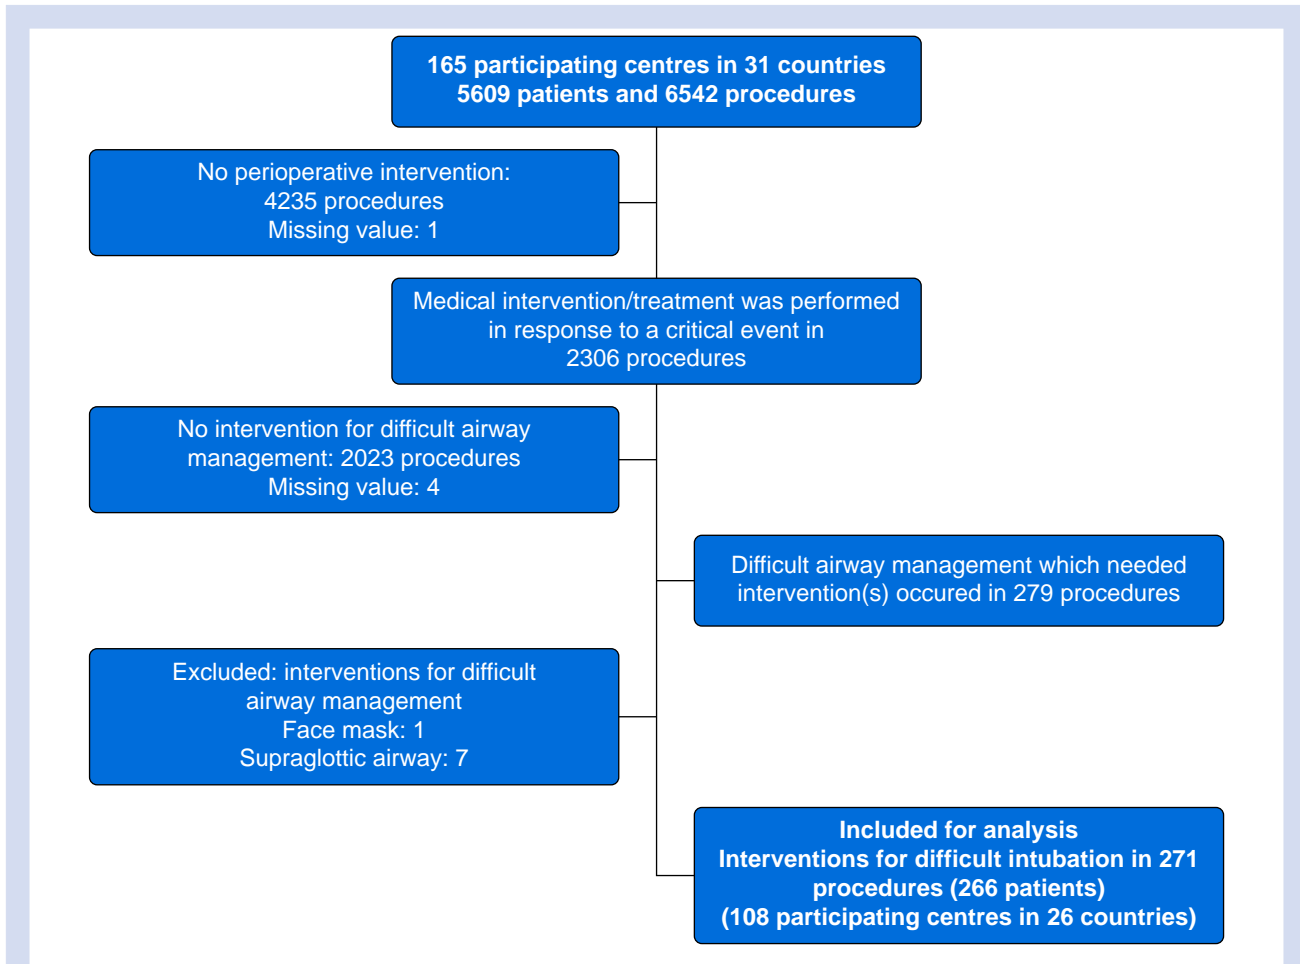 165 participating centres in 31 countries
5609 patients and 6542 procedures
No perioperative intervention:
4235 procedures
Missing value: 1
Medical intervention/treatment was performed
in response to a critical event in
2306 procedures
No intervention for difficult airway
management: 2023 procedures
Missing value: 4
Difficult airway management which needed
intervention(s) occured in 279 procedures
Excluded: interventions for difficult
airway management
Face mask: 1
Supraglottic airway: 7
Included for analysis
Interventions for difficult intubation in 271
procedures (266 patients)
(108 participating centres in 26 countries)